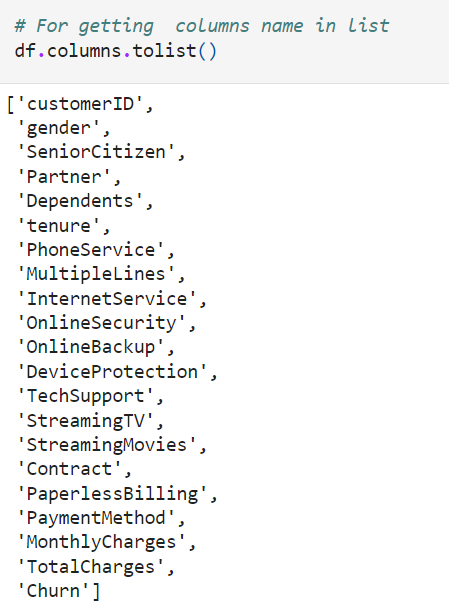 # For getting  columns name in list
df.columns.tolist()
['customerID',
 'gender',
 'SeniorCitizen',
 'Partner',
 'Dependents',
 'tenure',
 'PhoneService',
 'MultipleLines',
 'InternetService',
 'OnlineSecurity',
 'OnlineBackup',
 'DeviceProtection',
 'TechSupport',
 'StreamingTV',
 'StreamingMovies',
 'Contract',
 'PaperlessBilling',
 'PaymentMethod',
 'MonthlyCharges',
 'TotalCharges',
 'Churn']